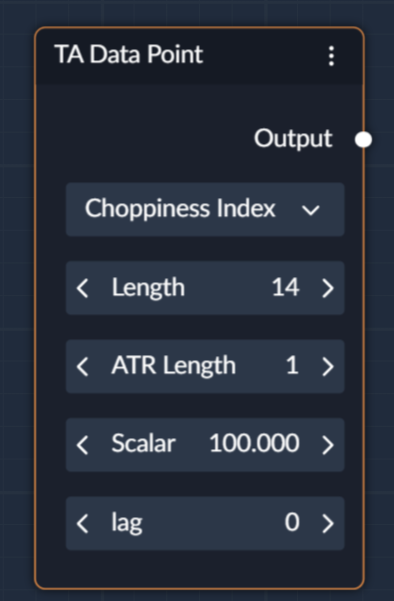 TA Data Point
Output
Choppiness Index
Length 14
ATR Length 1
Scalar 100.000
lag 0